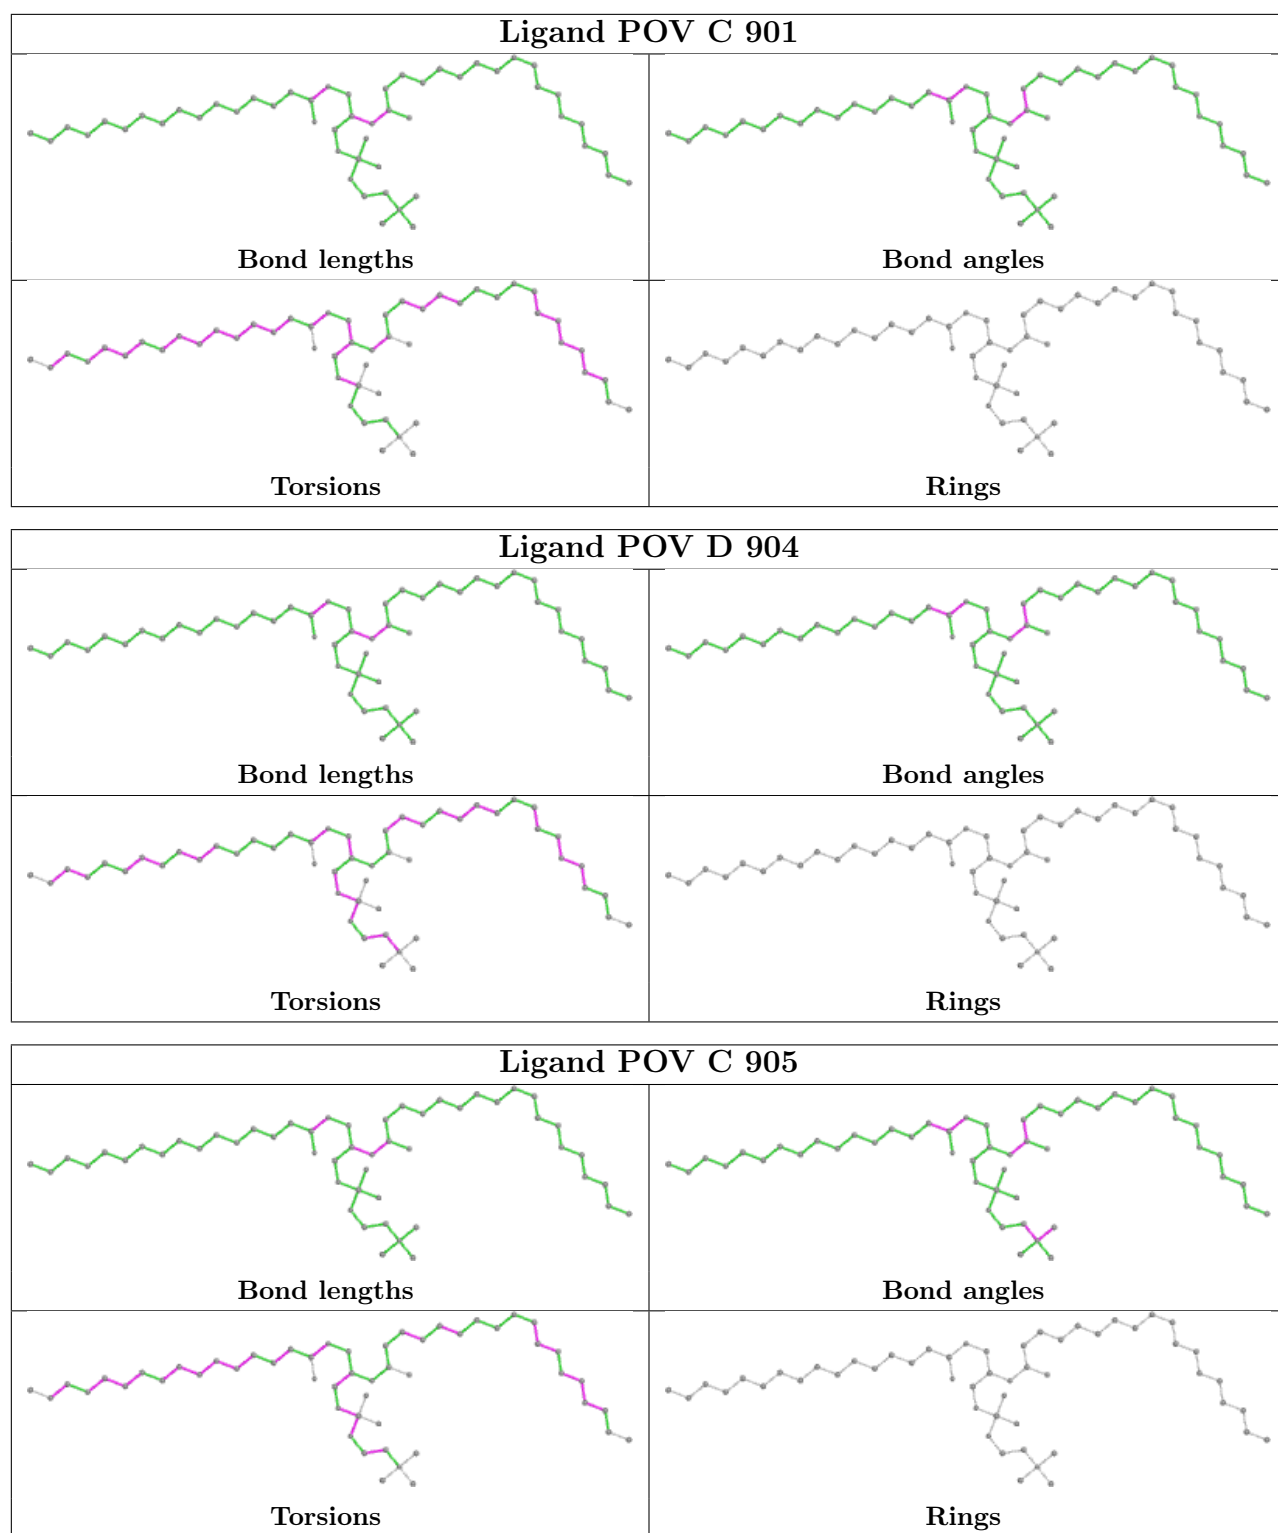 Ligand POV C 901
Bond lengths
Bond angles
Torsions
Rings
Ligand POV D 904
Bond lengths
Bond angles
Torsions
Rings
Ligand POV C 905
Bond lengths
Bond angles
Torsions
Rings